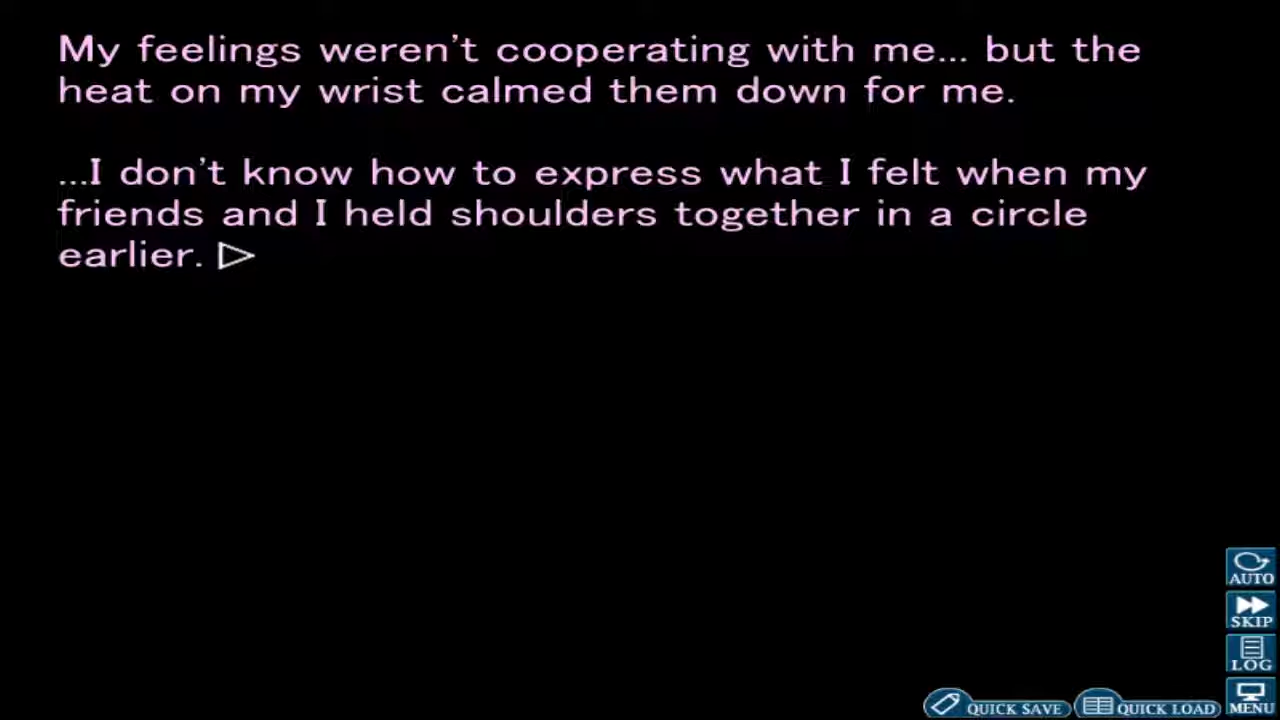 My feelings weren't cooperating with me... but the
heat on my wrist calmed them down for me.
...I don't know how to express what I felt when my
friends and I held shoulders together in a circle
earlier.
AUTO
SKIP
LOG
MENU
QUICK SAVE
QUICK LOAD